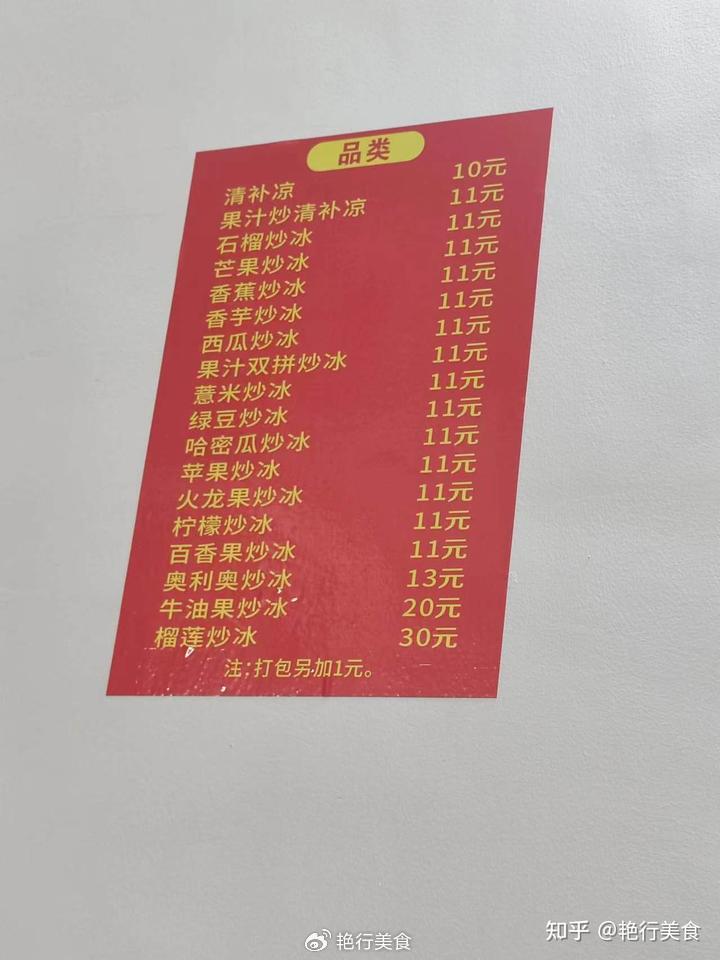 品类
清补凉 10元
果汁炒清补凉 11元
石榴炒冰 11元
芒果炒冰 11元
香蕉炒冰 11元
香芋炒冰 11元
西瓜炒冰 11元
果汁双拼炒冰 11元
薏米炒冰 11元
绿豆炒冰 11元
哈密瓜炒冰 11元
苹果炒冰 11元
火龙果炒冰 11元
柠檬炒冰 11元
百香果炒冰 11元
奥利奥炒冰 13元
牛油果炒冰 20元
榴莲炒冰 30元
注:打包另加1元。
艳行美食
知乎 @艳行美食